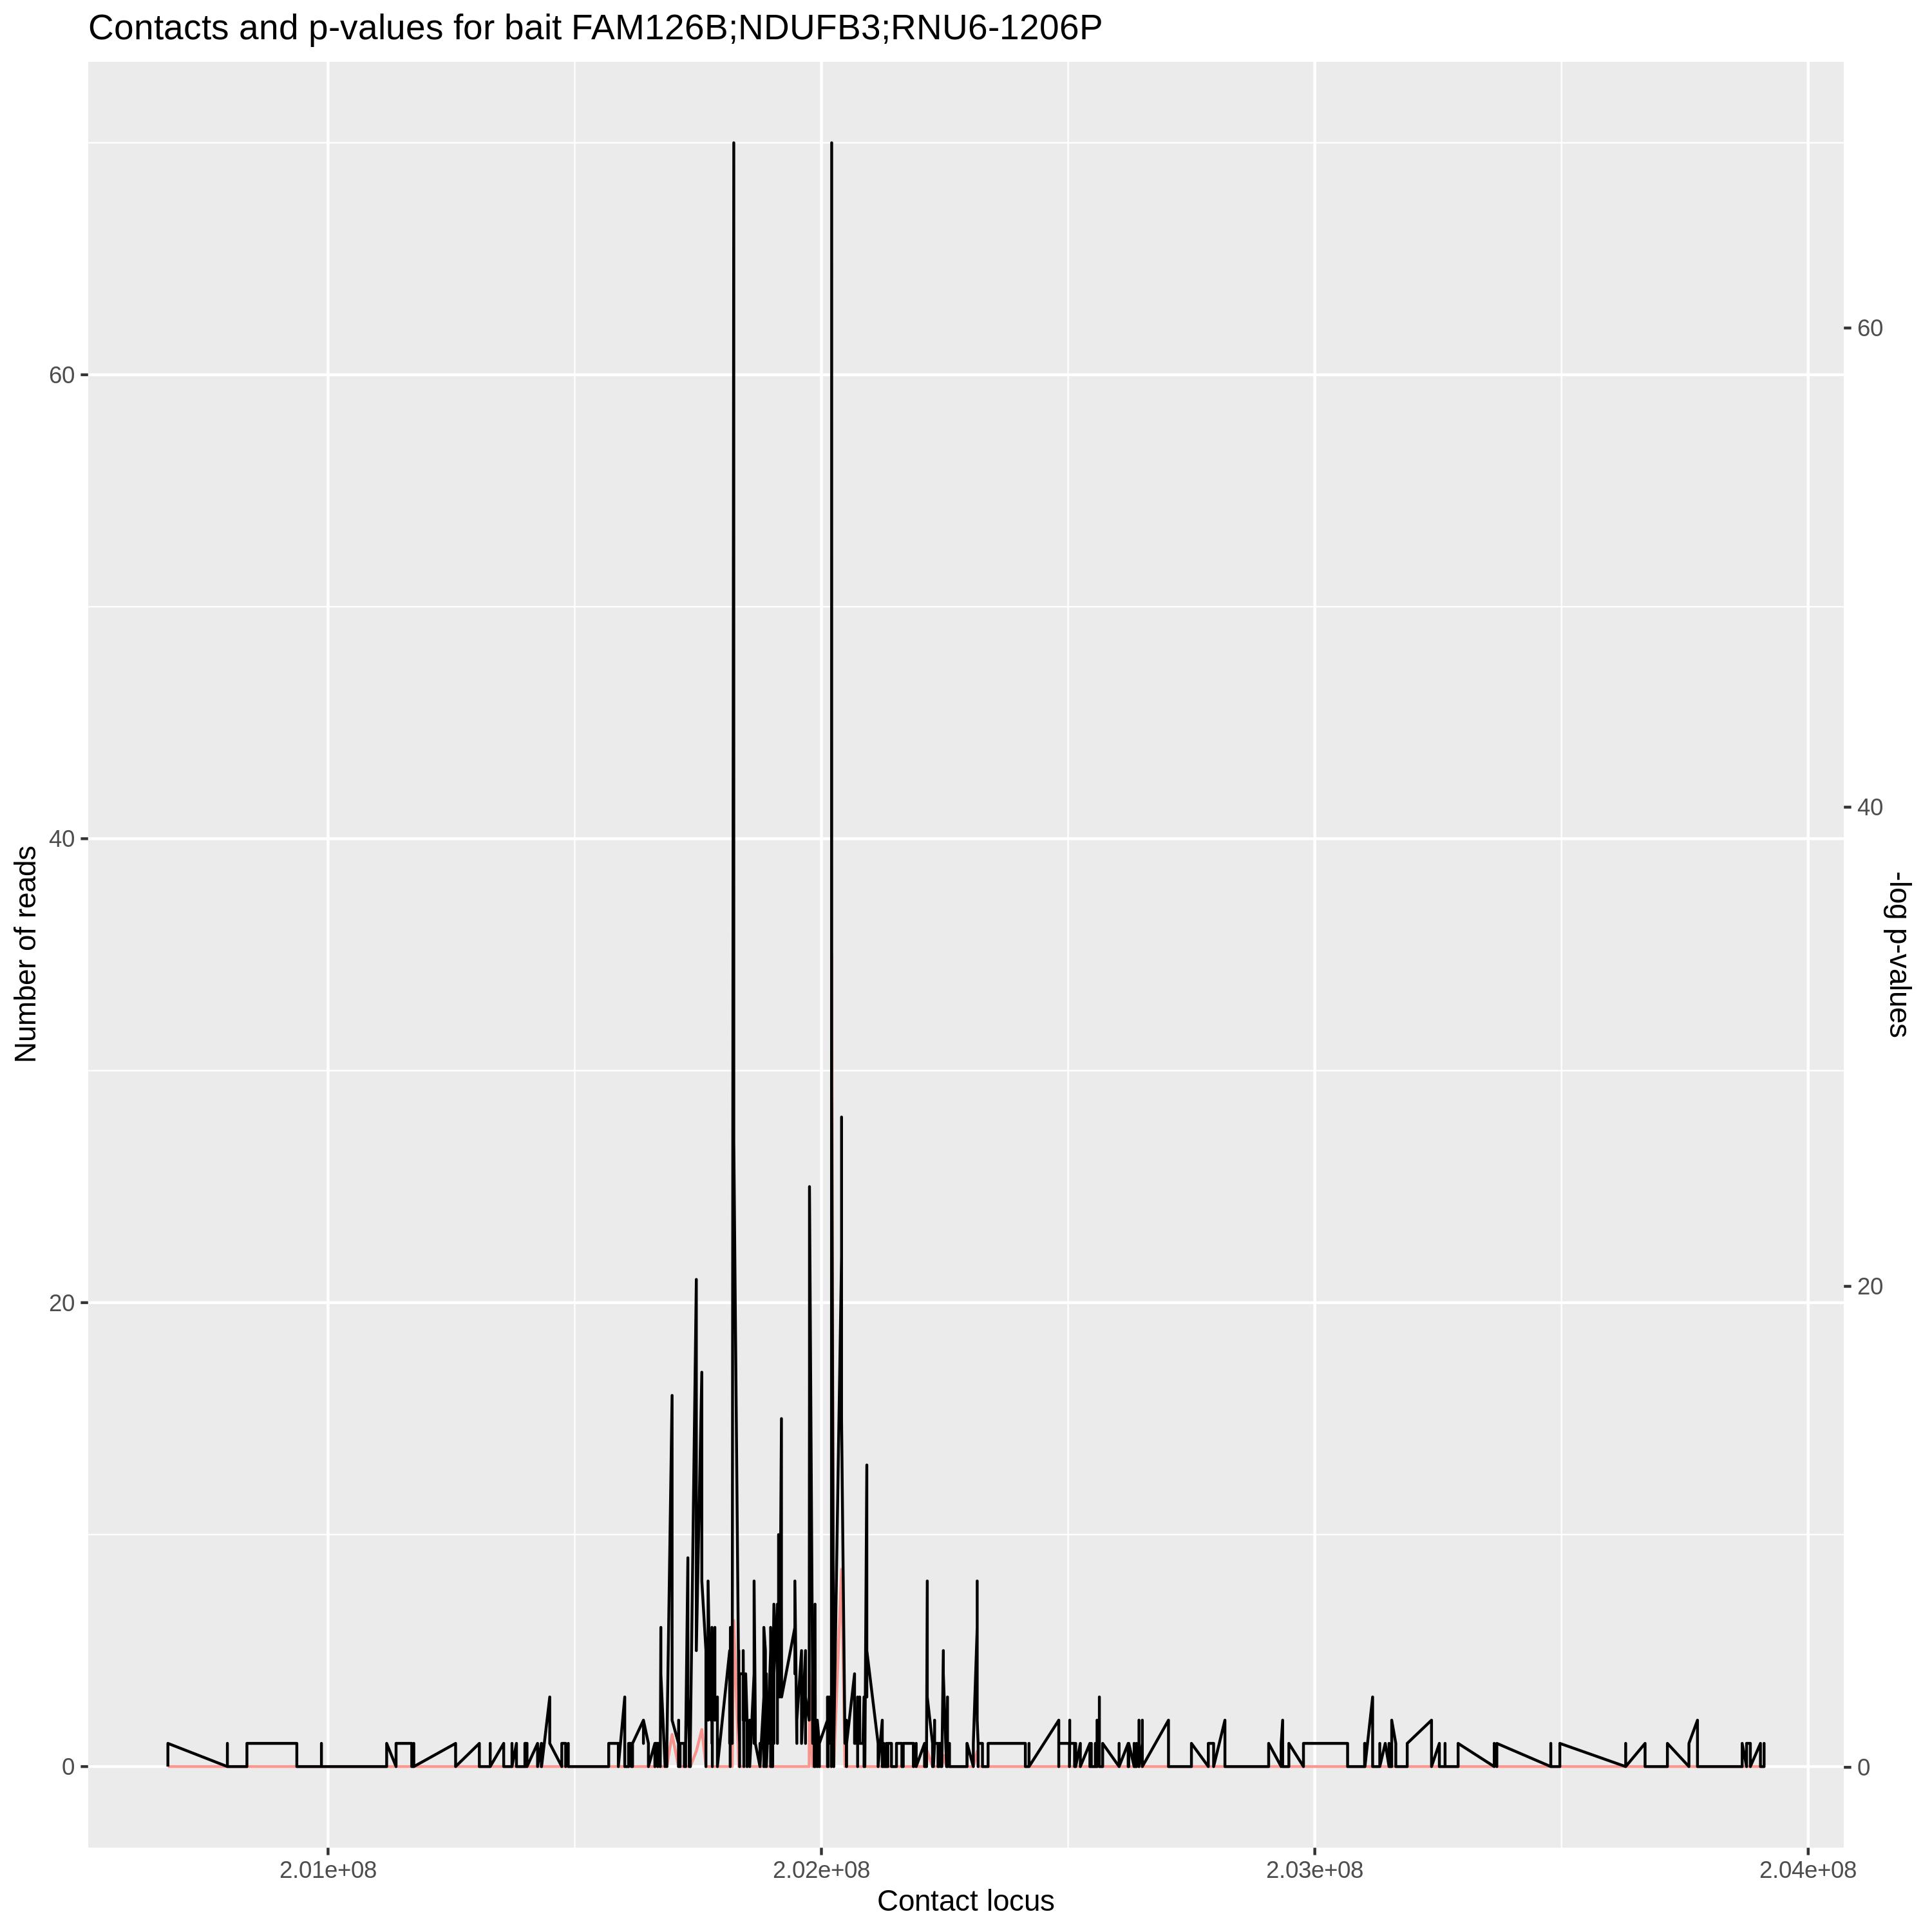 Contacts and p-values for bait FAM126B;NDUFB3;RNU6-1206P
Number of reads
60
40
20
0
60
40
20
0
-log p-values
2.01e+08
2.02e+08
2.03e+08
2.04e+08
Contact locus